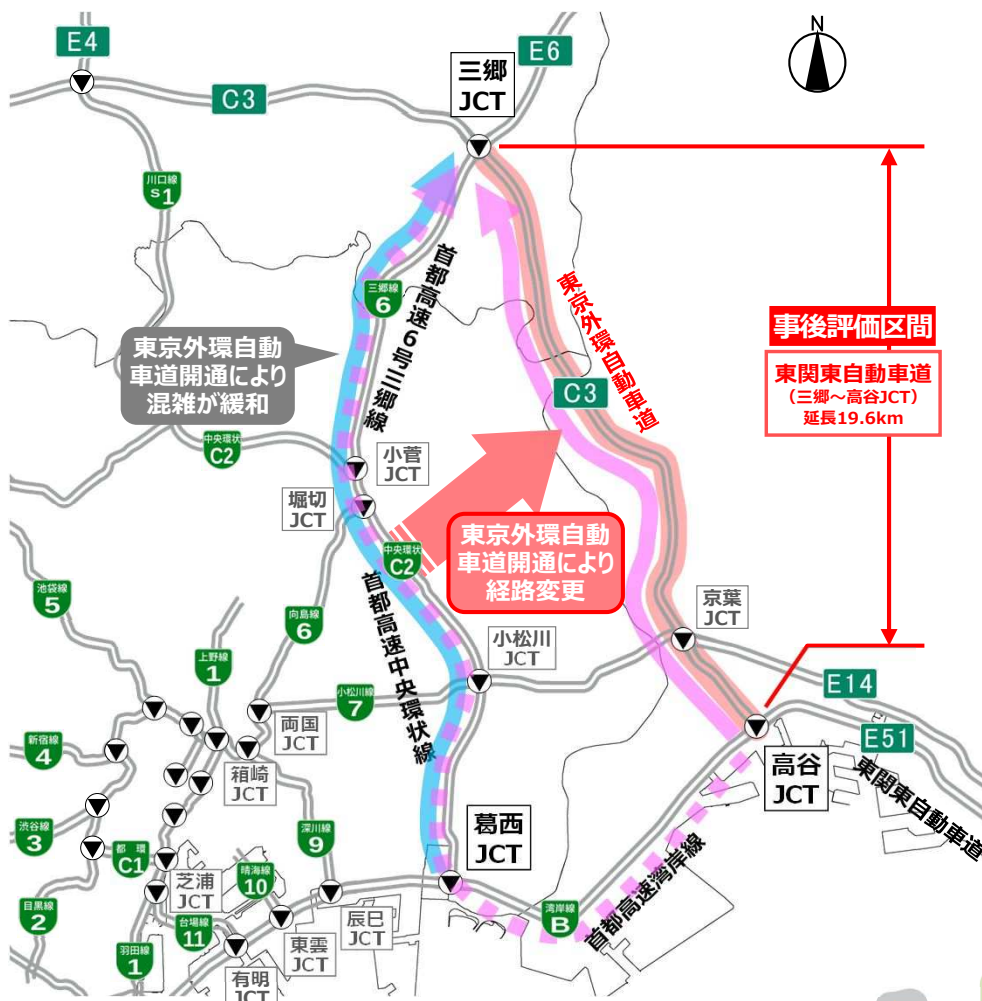 N
E4
三郷
JCT
E6
C3
川口線
S1
三郷線
6
首都高速6号三郷線
東京外環自動車道
事後評価区間
東関東自動車道
(三郷～高谷JCT)
延長19.6km
東京外環自動
車道開通により
混雑が緩和
C3
中央環状
C2
小菅
JCT
堀切
JCT
東京外環自動
車道開通により
経路変更
中央環状
C2
首都高速中央環状線
池袋線
5
向島線
6
上野線
1
小松川
JCT
京葉
JCT
小松川線
7
E14
両国
JCT
E51
新宿線
4
箱崎
JCT
高谷
JCT
東関東自動車道
渋谷線
3
深川線
9
葛西
JCT
都環
C1
芝浦
JCT
晴海線
10
目黒線
2
台場線
11
辰巳
JCT
湾岸線
B
首都高速湾岸線
羽田線
1
東雲
JCT
有明
JCT